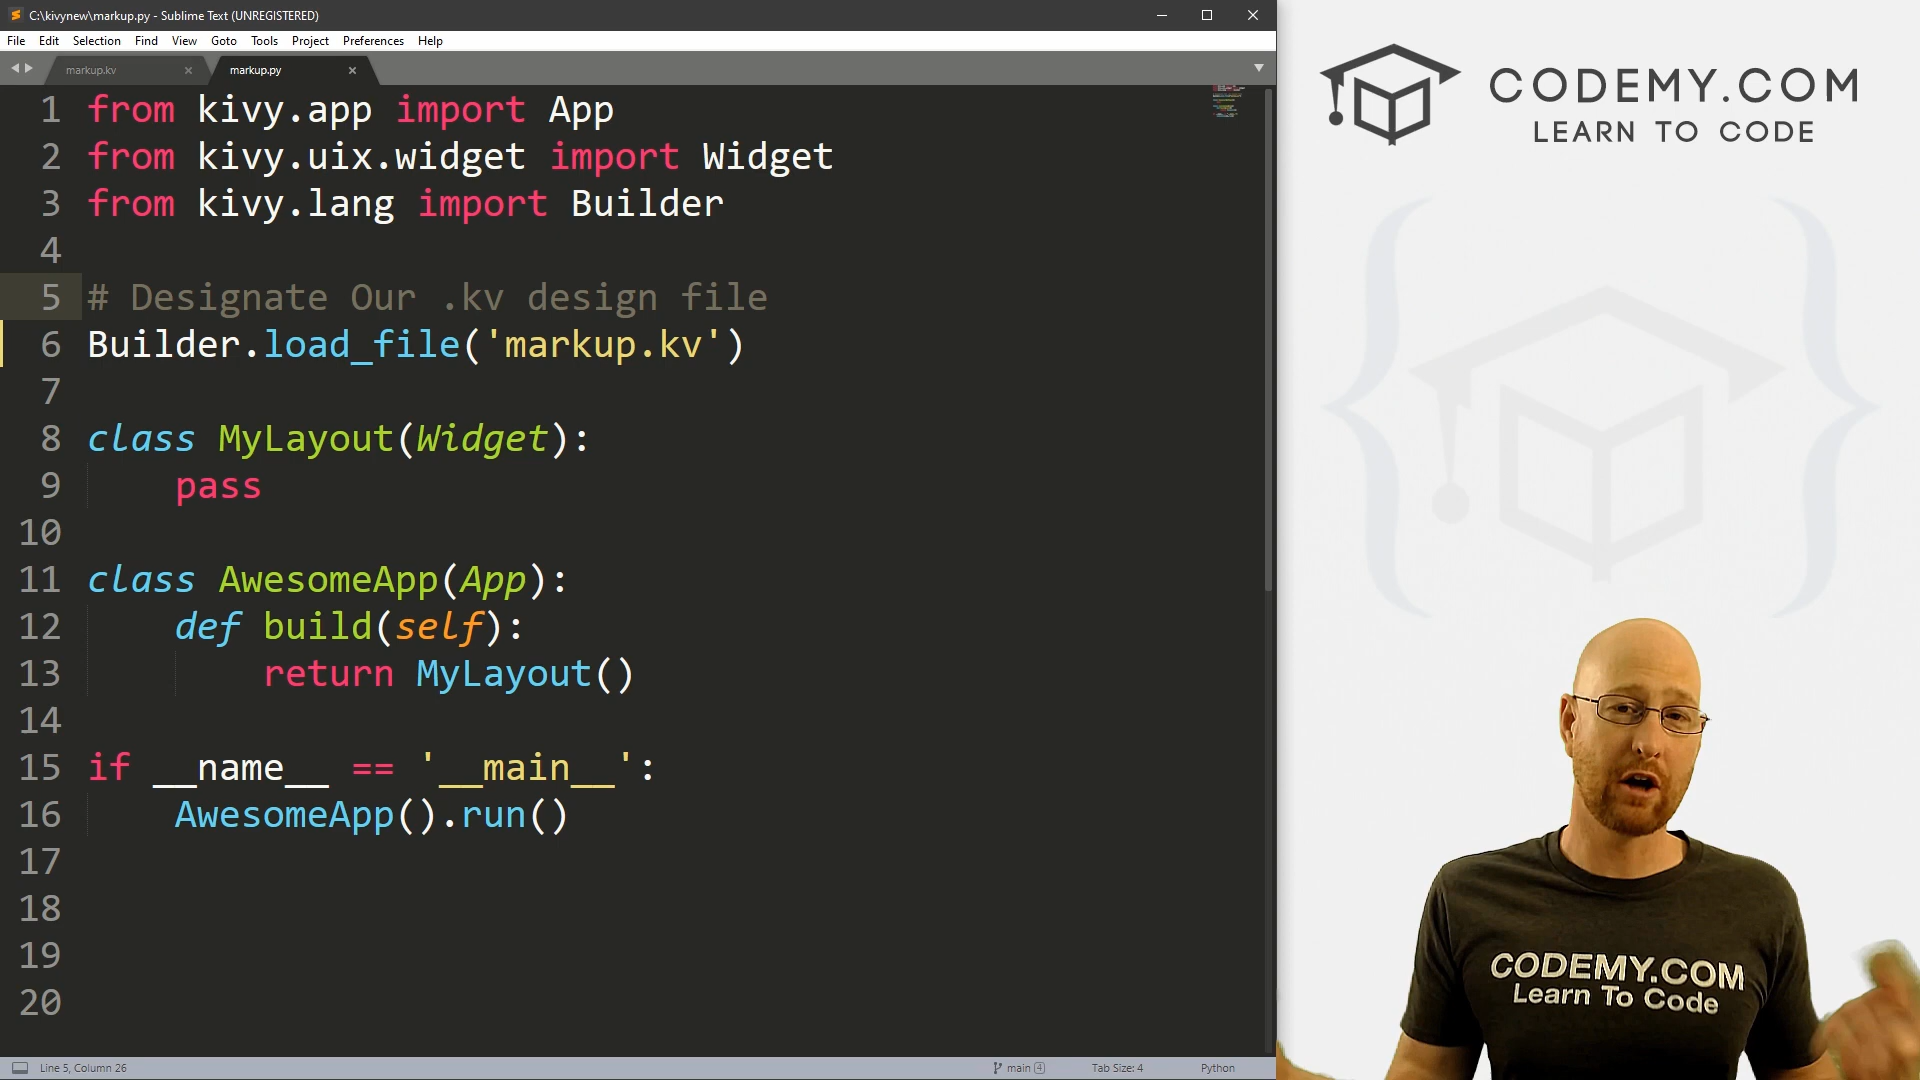 C:\kivynew\markup.py - Sublime Text (UNREGISTERED)
File Edit Selection Find View Goto Tools Project Preferences Help
markup.kv markup.py
1 from kivy.app import App
2 from kivy.uix.widget import Widget
3 from kivy.lang import Builder
4
5 # Designate Our .kv design file
6 Builder.load_file('markup.kv')
7
8 class MyLayout(Widget):
9 pass
10
11 class AwesomeApp(App):
12 def build(self):
13 return MyLayout()
14
15 if __name__ == '__main__':
16 AwesomeApp().run()
17
18
19
20
Line 5, Column 26 main 4 Tab Size: 4 Python
CODEMY.COM
LEARN TO CODE
CODEMY.COM
Learn To Code